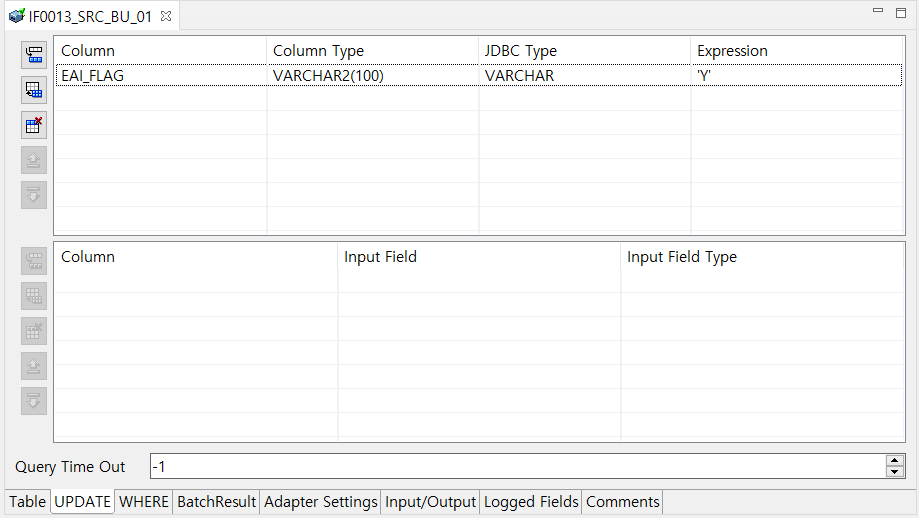 IF0013_SRC_BU_01
Column Column Type JDBC Type Expression
EAI_FLAG VARCHAR2(100) VARCHAR 'Y'
Column Input Field Input Field Type
Query Time Out -1
Table UPDATE WHERE BatchResult Adapter Settings Input/Output Logged Fields Comments